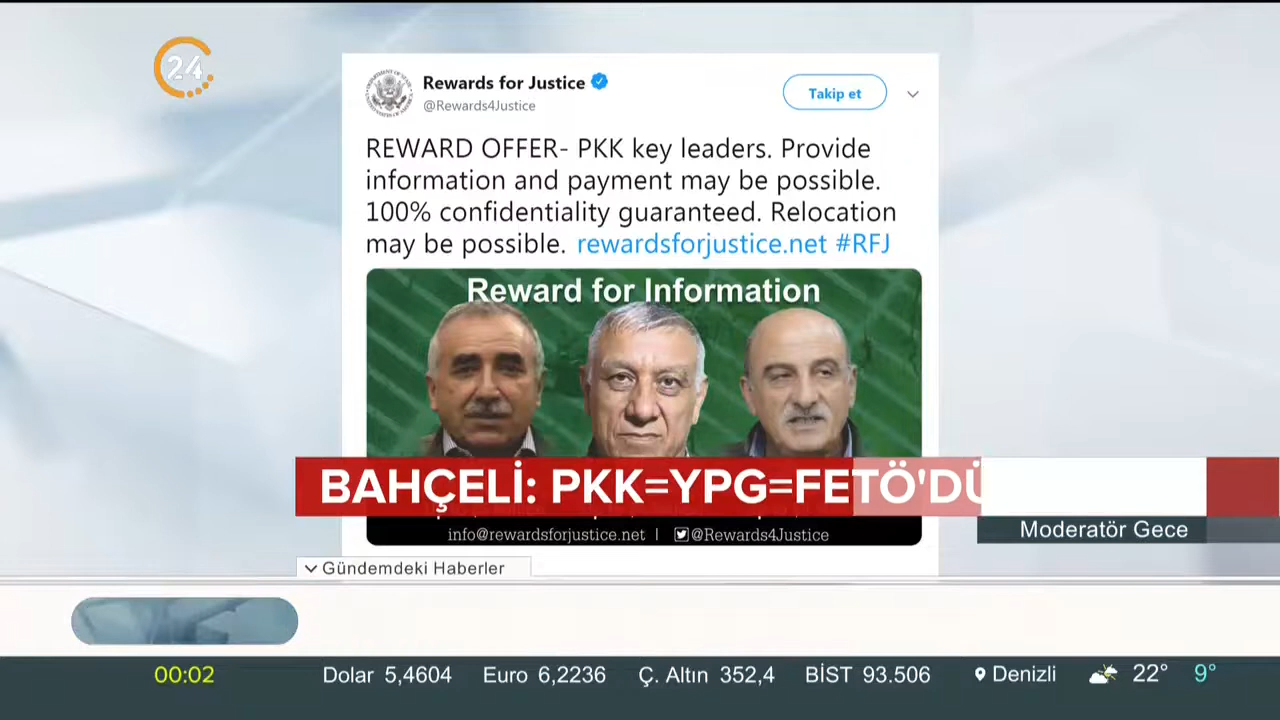 24
Rewards for Justice
@Rewards4Justice
Takip et
REWARD OFFER- PKK key leaders. Provide
information and payment may be possible.
100% confidentiality guaranteed. Relocation
may be possible. rewardsforjustice.net #RFJ
Reward for Information
BAHÇELİ: PKK=YPG=FETÖ'DÜ
info@rewardsforjustice.net | @Rewards4Justice
Moderatör Gece
Gündemdeki Haberler
00:02 Dolar 5,4604 Euro 6,2236 Ç. Altın 352,4 BİST 93.506 Denizli 22° 9°